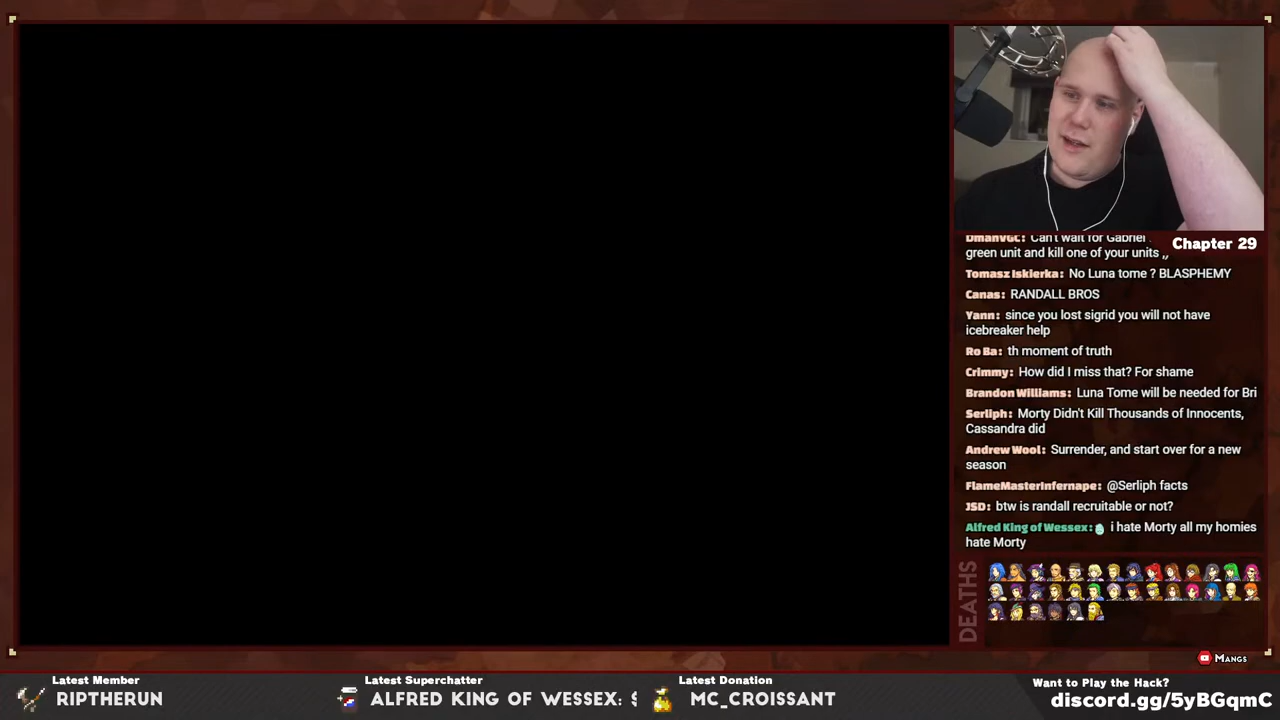 Chapter 29
DmanVGC: Can't wait for Gabriel
green unit and kill one of your units ,,
Tomasz Iskierka: No Luna tome ? BLASPHEMY
Canas: RANDALL BROS
Yann: since you lost sigrid you will not have
icebreaker help
Ro Ba: th moment of truth
Crimmy: How did I miss that? For shame
Brandon Williams: Luna Tome will be needed for Bri
Serliph: Morty Didn't Kill Thousands of Innocents,
Cassandra did
Andrew Wool: Surrender, and start over for a new
season
FlameMasterInfernape: @Serliph facts
JSD: btw is randall recruitable or not?
Alfred King of Wessex: i hate Morty all my homies
hate Morty
DEATHS
MANGS
Latest Member
RIPTHERUN
Latest Superchatter
ALFRED KING OF WESSEX: $
Latest Donation
MC_CROISSANT
Want to Play the Hack?
discord.gg/5yBGqmC